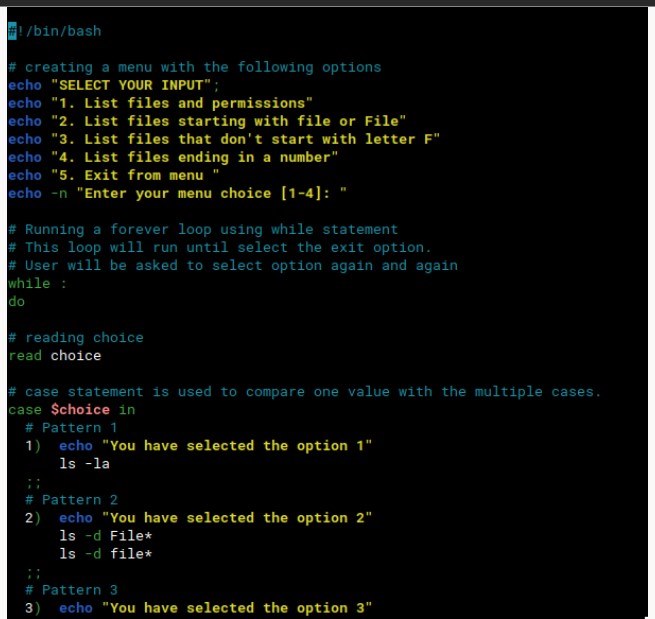 #!/bin/bash
# creating a menu with the following options
echo "SELECT YOUR INPUT";
echo "1. List files and permissions"
echo "2. List files starting with file or File"
echo "3. List files that don't start with letter F"
echo "4. List files ending in a number"
echo "5. Exit from menu "
echo -n "Enter your menu choice [1-4]: "
# Running a forever loop using while statement
# This loop will run until select the exit option.
# User will be asked to select option again and again
while :
do
# reading choice
read choice
# case statement is used to compare one value with the multiple cases.
case $choice in
  # Pattern 1
  1)  echo "You have selected the option 1"
      ls -la
  ;;
  # Pattern 2
  2)  echo "You have selected the option 2"
      ls -d File*
      ls -d file*
  ;;
  # Pattern 3
  3)  echo "You have selected the option 3"